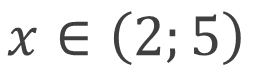 x ∈ (2; 5)